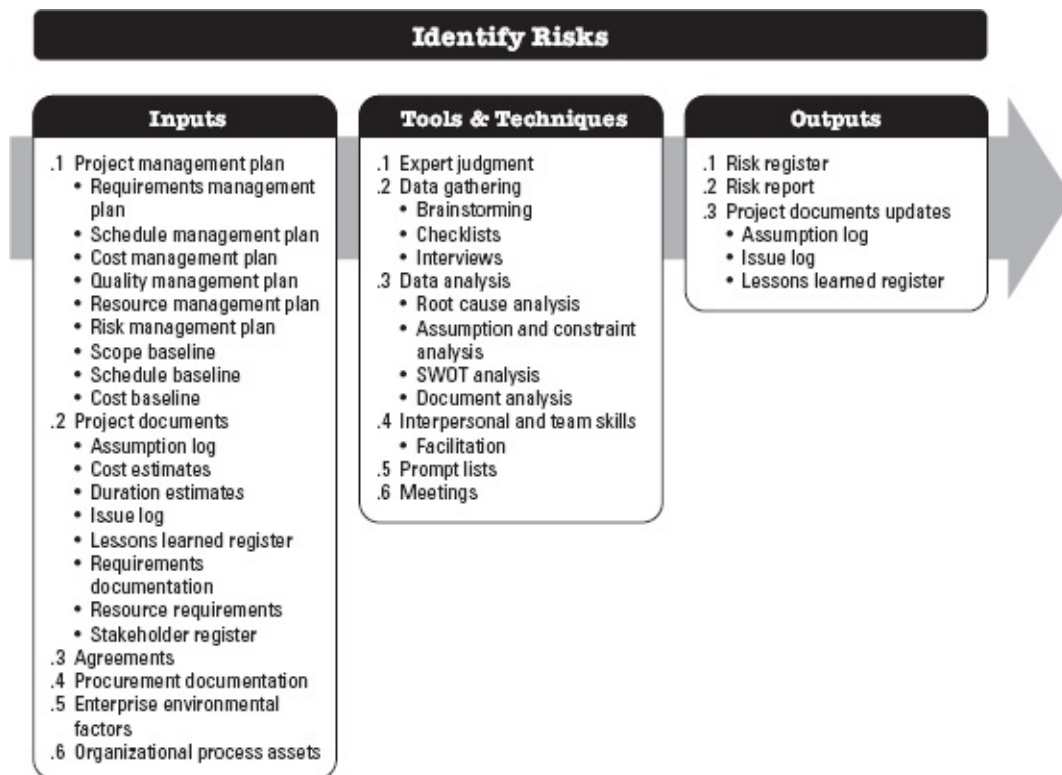 Identify Risks
Inputs
.1 Project management plan
• Requirements management
plan
• Schedule management plan
• Cost management plan
• Quality management plan
• Resource management plan
• Risk management plan
• Scope baseline
• Schedule baseline
• Cost baseline
.2 Project documents
• Assumption log
• Cost estimates
• Duration estimates
• Issue log
• Lessons learned register
• Requirements
documentation
• Resource requirements
• Stakeholder register
.3 Agreements
.4 Procurement documentation
.5 Enterprise environmental
factors
.6 Organizational process assets
Tools & Techniques
.1 Expert judgment
.2 Data gathering
• Brainstorming
• Checklists
• Interviews
.3 Data analysis
• Root cause analysis
• Assumption and constraint
analysis
• SWOT analysis
• Document analysis
.4 Interpersonal and team skills
• Facilitation
.5 Prompt lists
.6 Meetings
Outputs
.1 Risk register
.2 Risk report
.3 Project documents updates
• Assumption log
• Issue log
• Lessons learned register